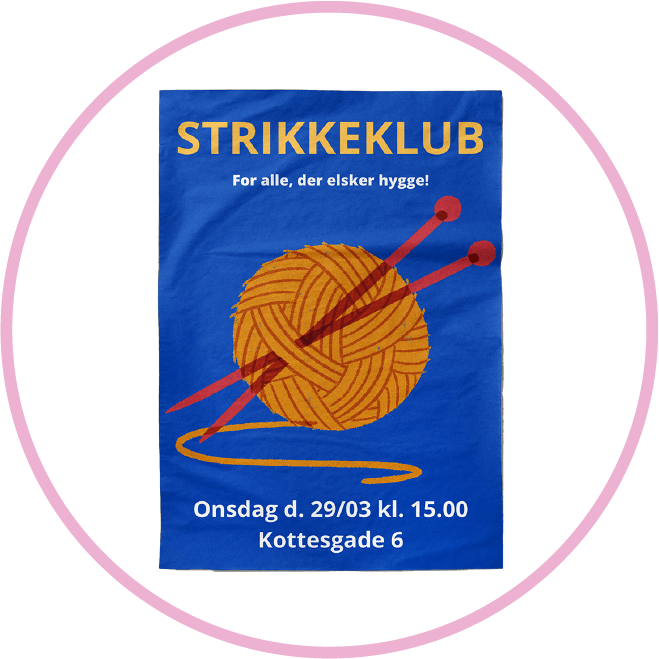 STRIKKEKLUB
For alle, der elsker hygge!
Onsdag d. 29/03 kl. 15.00
Kottesgade 6